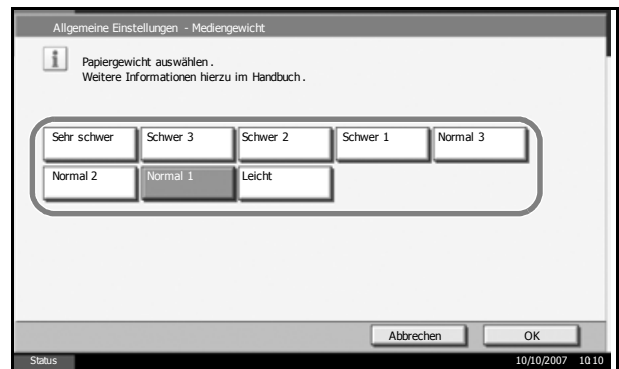 Allgemeine Einstellungen - Mediengewicht
Papiergewicht auswählen.
Weitere Informationen hierzu im Handbuch.
Sehr schwer Schwer 3 Schwer 2 Schwer 1 Normal 3
Normal 2 Normal 1 Leicht
Abbrechen OK
Status 10/10/2007 10:10